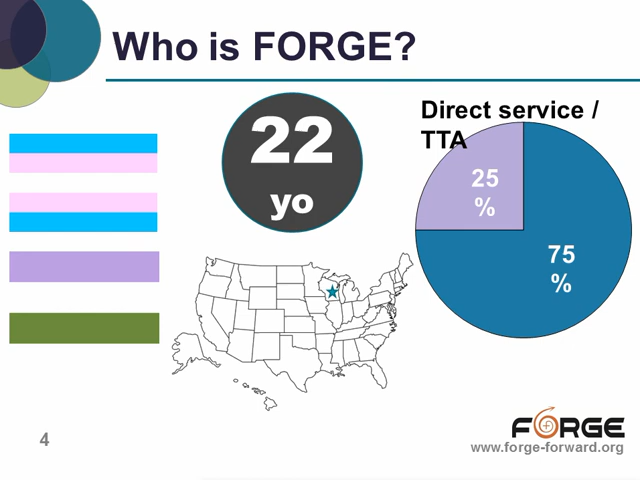 Who is FORGE?
22
yo
Direct service /
TTA
25
%
75
%
4
FORGE
www.forge-forward.org